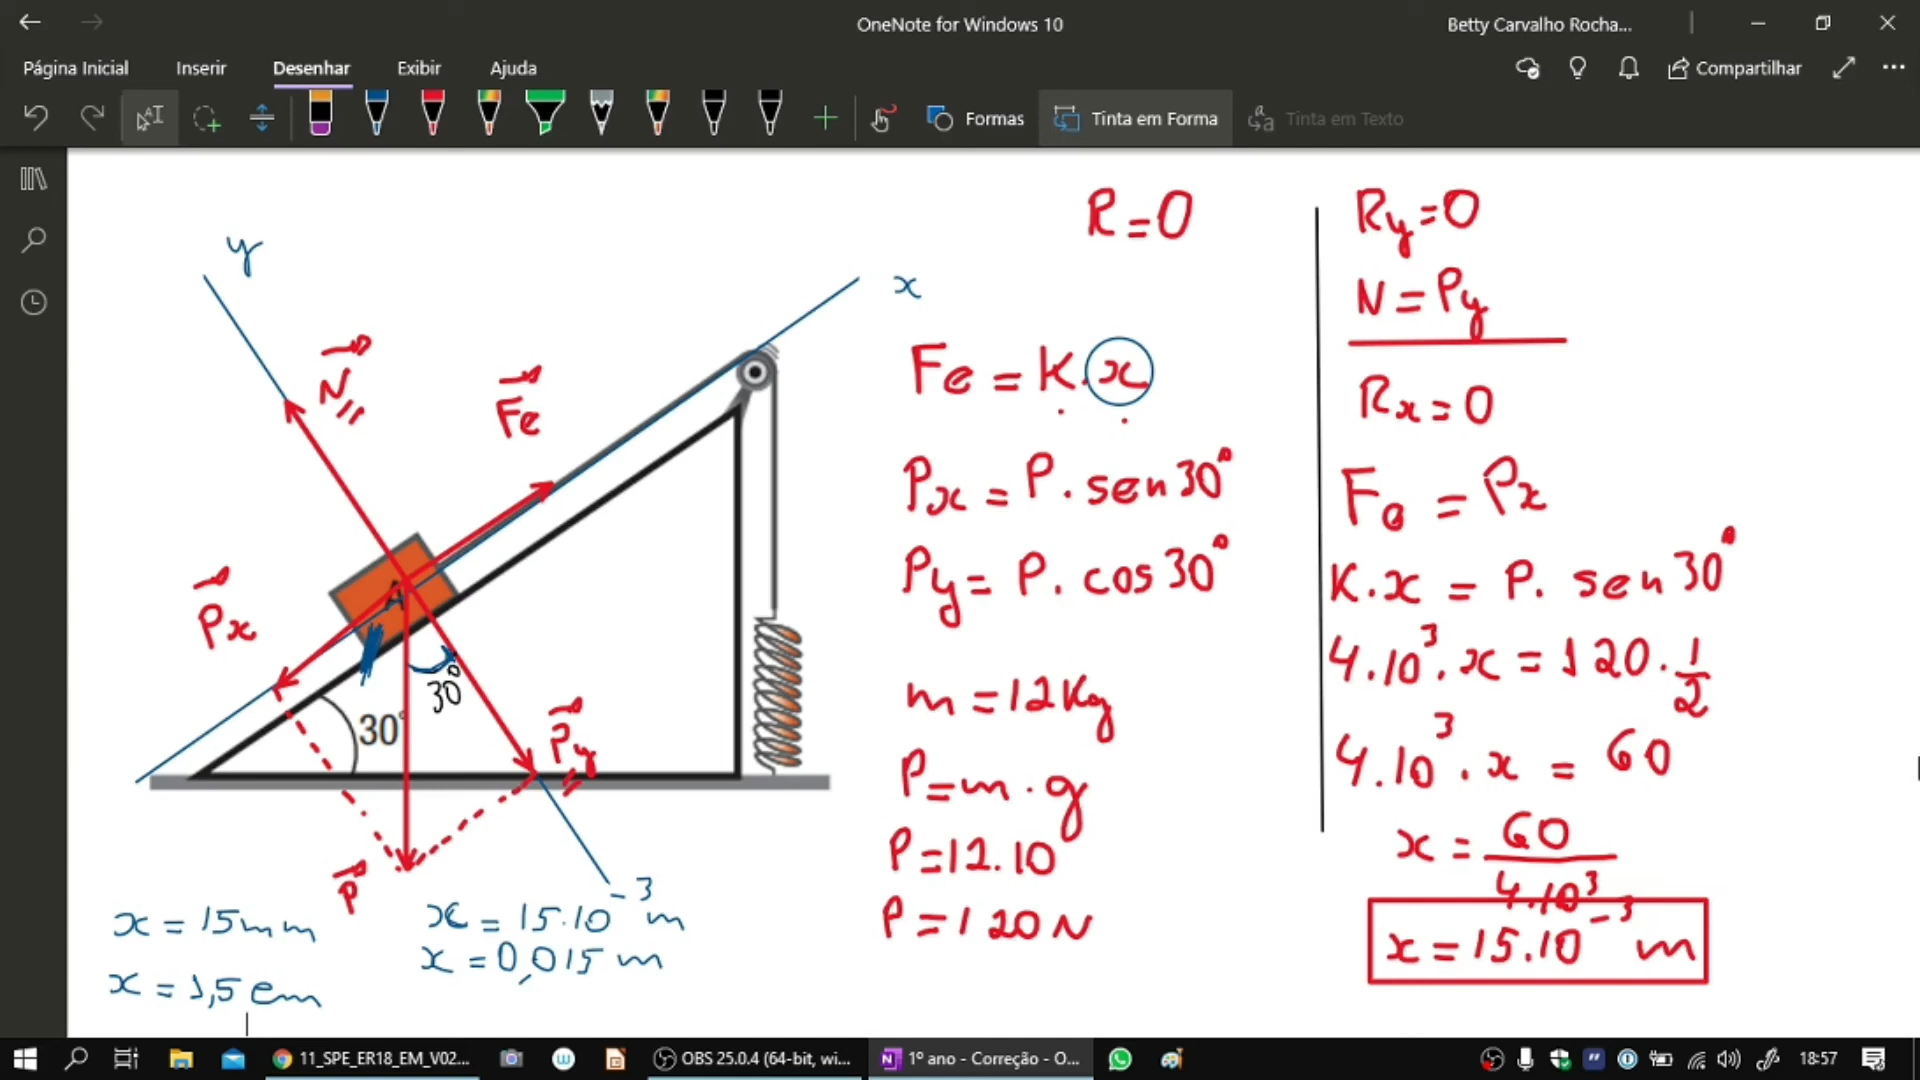 OneNote for Windows 10
Betty Carvalho Rocha...
Página Inicial
Inserir
Desenhar
Exibir
Ajuda
Compartilhar
Formas
Tinta em Forma
Tinta em Texto
y
x
N
Fe
Px
A
30°
30°
Py
P
x = 15mm
x = 1,5 cm
x = 15.10⁻³ m
x = 0,015 m
R = 0
Fe = K.x
Px = P. sen 30°
Py = P. cos 30°
m = 12 Kg
P = m . g
P = 12.10
P = 120 N
Ry = 0
N = Py
Rx = 0
Fe = Px
K.x = P. sen 30°
4.10³.x = 120 . 1/2
4.10³ . x = 60
x = 60/4.10³
x = 15.10⁻³ m
11_SPE_ER18_EM_V02...
OBS 25.0.4 (64-bit, wi...
1º ano - Correção - O...
18:57